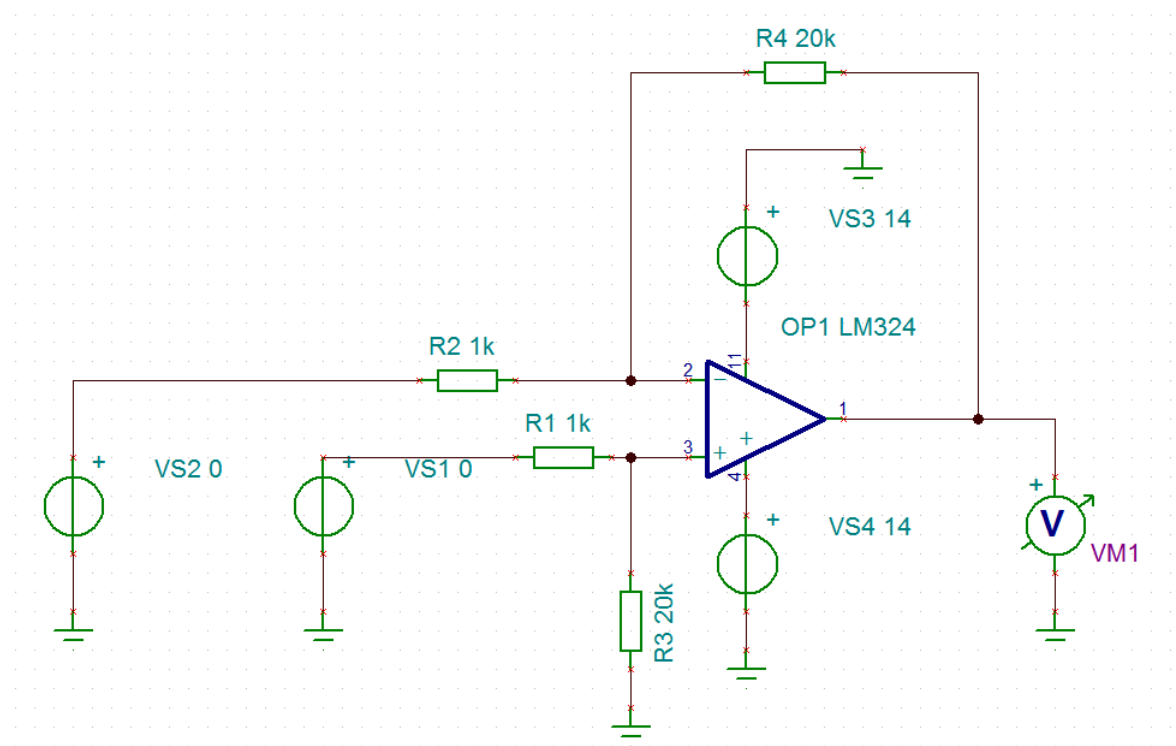 R4 20k
+
VS3 14
OP1 LM324
R2 1k
2
11
−
1
R1 1k
3
+
+
4
+
VS2 0
+
VS1 0
+
VS4 14
+
V
VM1
R3 20k